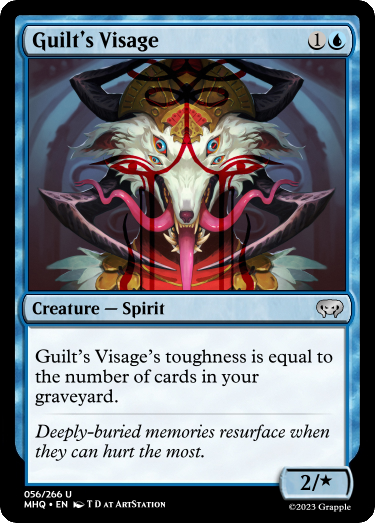 Guilt's Visage 1
Creature — Spirit
Guilt's Visage's toughness is equal to
the number of cards in your
graveyard.
Deeply-buried memories resurface when
they can hurt the most.
2/★
056/266 U
MHQ • EN T D AT ARTSTATION
©2023 Grapple